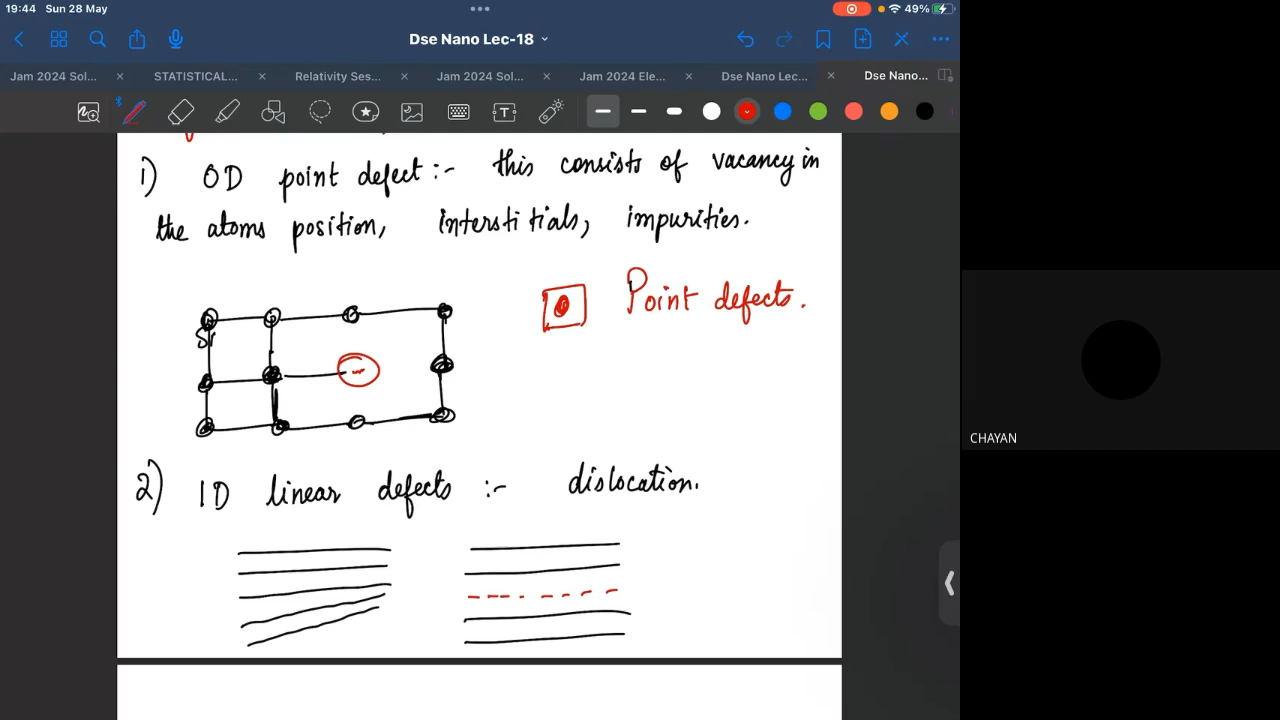 19:44 Sun 28 May
49%
Dse Nano Lec-18
Jam 2024 Sol...
STATISTICAL...
Relativity Ses...
Jam 2024 Sol...
Jam 2024 Ele...
Dse Nano Lec...
Dse Nano...
1) 0D point defect :- this consists of vacancy in
the atoms position, interstitials, impurities.
Point defects.
Sr
2) 1D linear defects :- dislocation.
CHAYAN